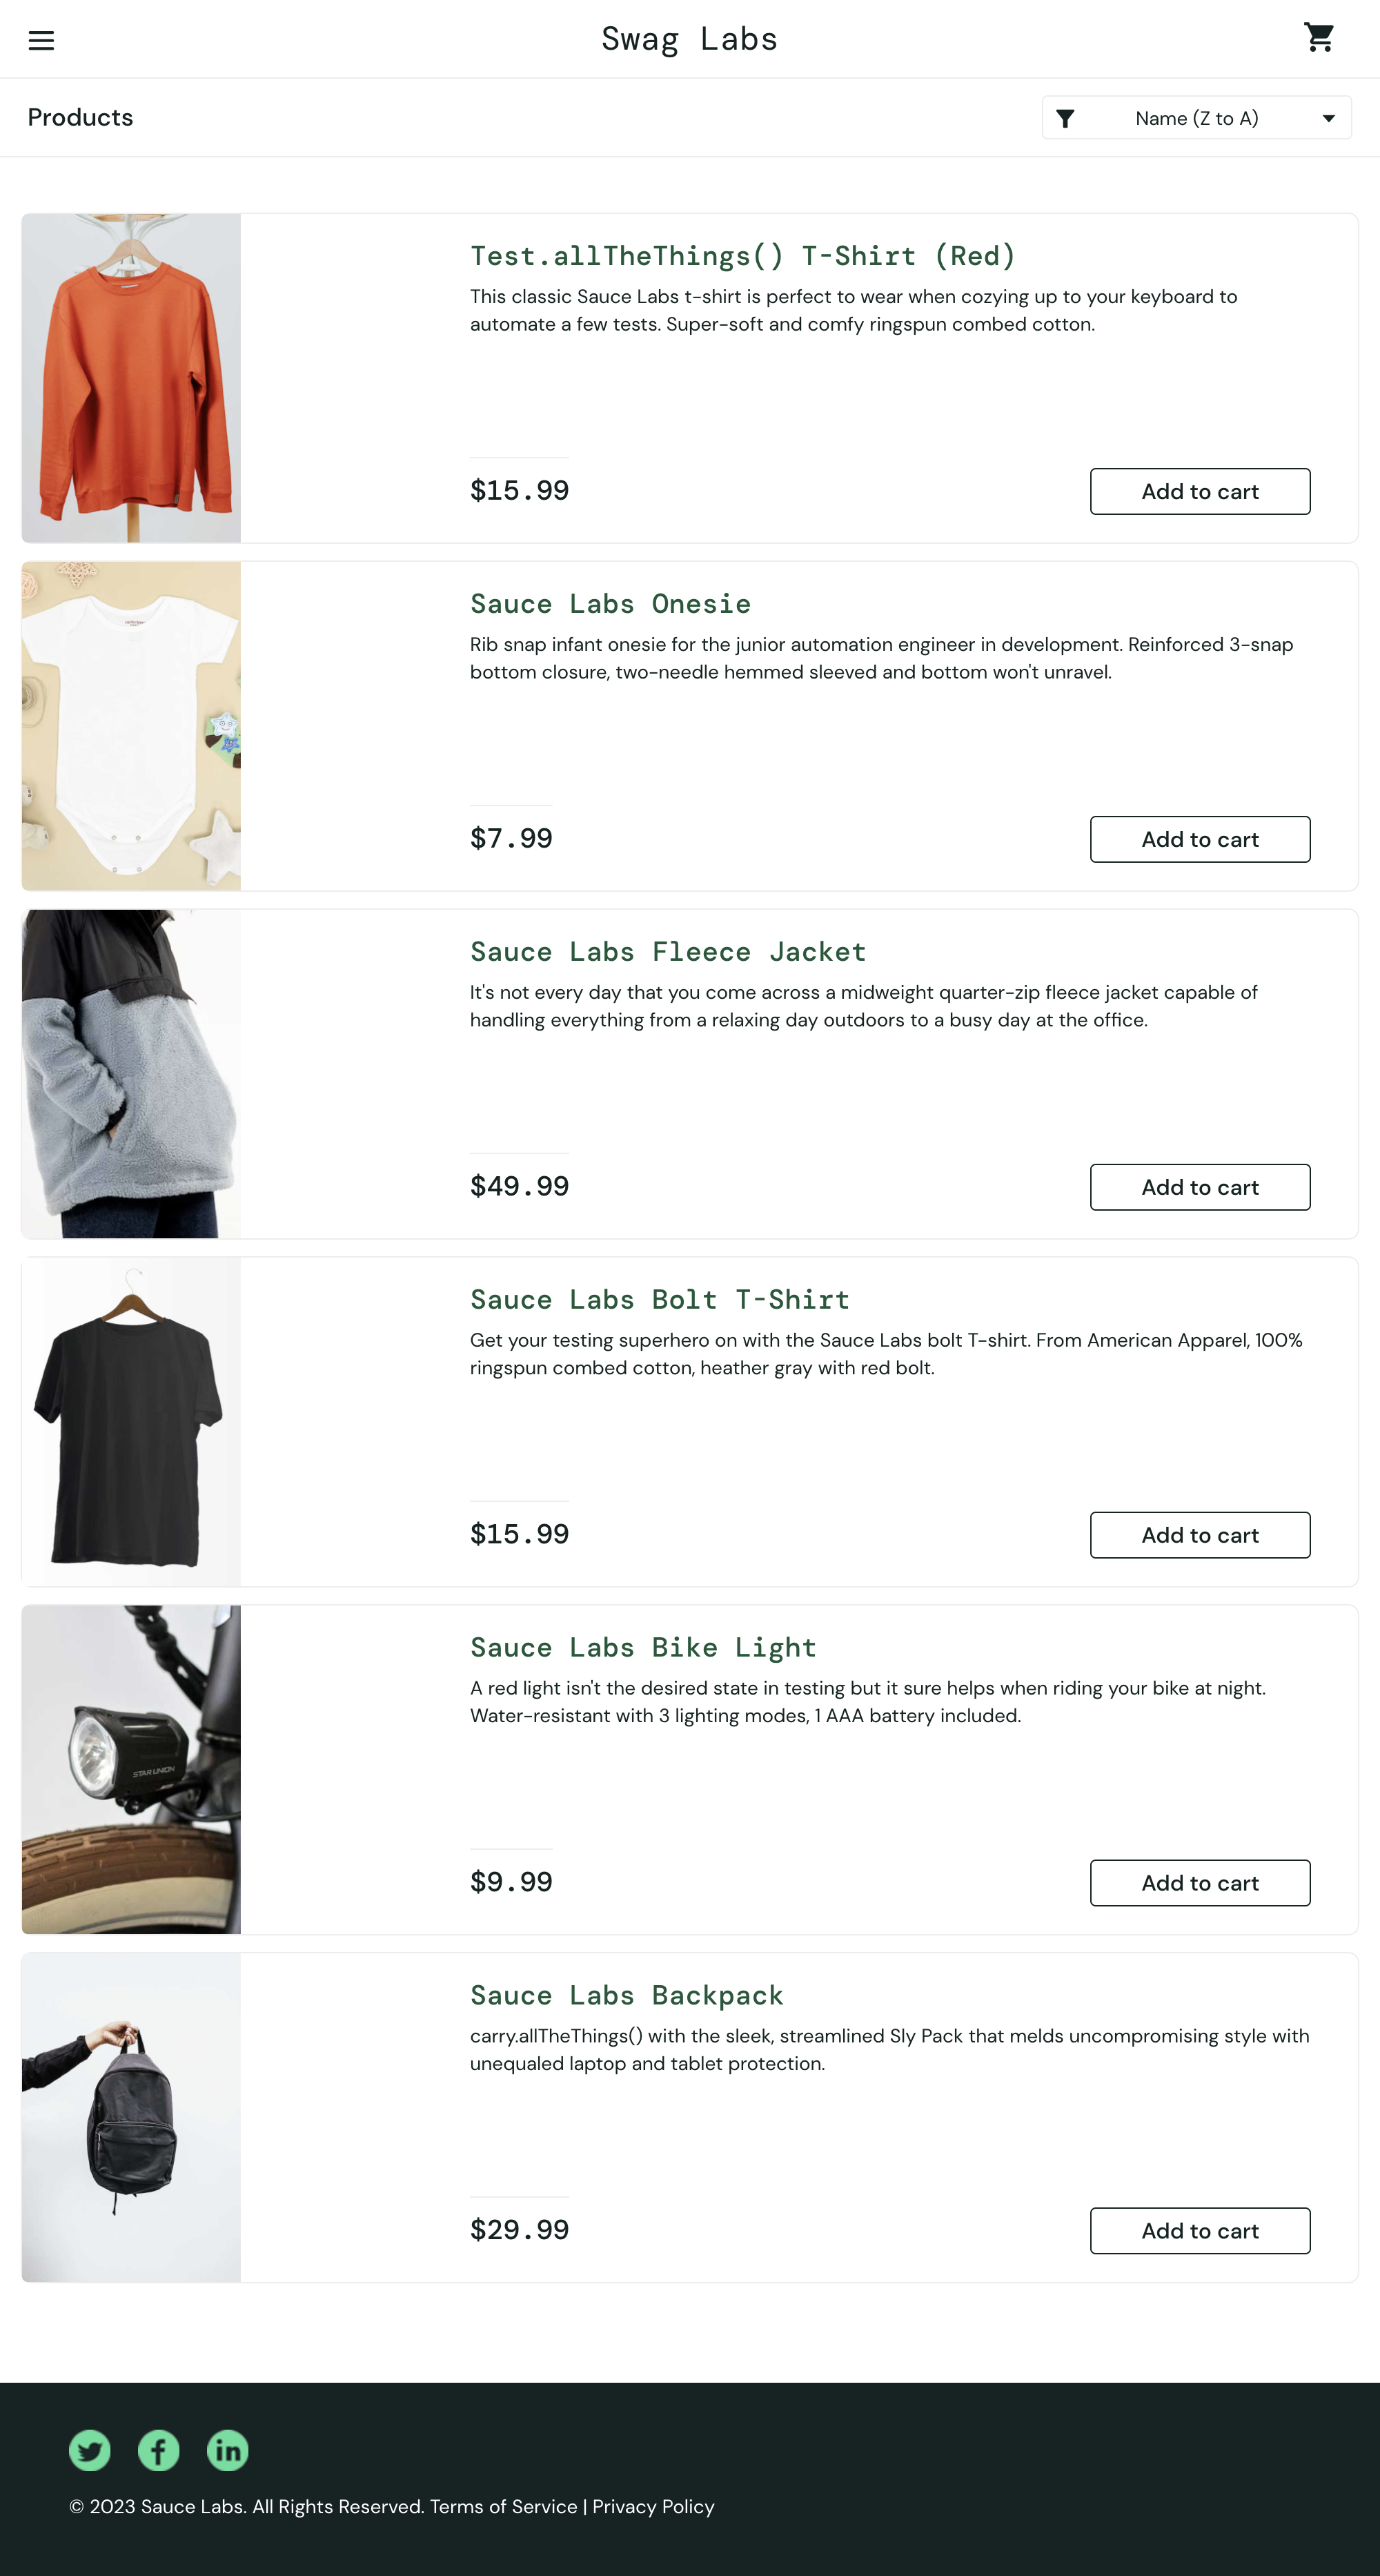 Swag Labs
Products
Name (Z to A)
Test.allTheThings() T-Shirt (Red)
This classic Sauce Labs t-shirt is perfect to wear when cozying up to your keyboard to
automate a few tests. Super-soft and comfy ringspun combed cotton.
$15.99
Add to cart
Sauce Labs Onesie
Rib snap infant onesie for the junior automation engineer in development. Reinforced 3-snap
bottom closure, two-needle hemmed sleeved and bottom won't unravel.
$7.99
Add to cart
Sauce Labs Fleece Jacket
It's not every day that you come across a midweight quarter-zip fleece jacket capable of
handling everything from a relaxing day outdoors to a busy day at the office.
$49.99
Add to cart
Sauce Labs Bolt T-Shirt
Get your testing superhero on with the Sauce Labs bolt T-shirt. From American Apparel, 100%
ringspun combed cotton, heather gray with red bolt.
$15.99
Add to cart
STAR UNION
Sauce Labs Bike Light
A red light isn't the desired state in testing but it sure helps when riding your bike at night.
Water-resistant with 3 lighting modes, 1 AAA battery included.
$9.99
Add to cart
Sauce Labs Backpack
carry.allTheThings() with the sleek, streamlined Sly Pack that melds uncompromising style with
unequaled laptop and tablet protection.
$29.99
Add to cart
© 2023 Sauce Labs. All Rights Reserved. Terms of Service | Privacy Policy